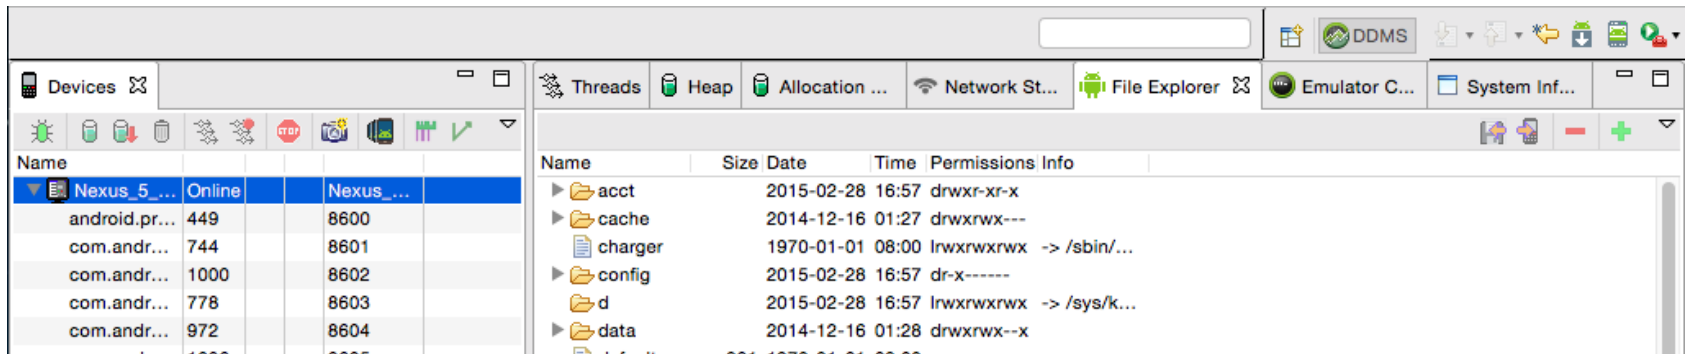 DDMS
Devices
Threads Heap Allocation ... Network St... File Explorer Emulator C... System Inf...
STOP
Name
Nexus_5_... Online Nexus_...
android.pr... 449 8600
com.andr... 744 8601
com.andr... 1000 8602
com.andr... 778 8603
com.andr... 972 8604
Name Size Date Time Permissions Info
acct 2015-02-28 16:57 drwxr-xr-x
cache 2014-12-16 01:27 drwxrwx---
charger 1970-01-01 08:00 lrwxrwxrwx -> /sbin/...
config 2015-02-28 16:57 dr-x------
d 2015-02-28 16:57 lrwxrwxrwx -> /sys/k...
data 2014-12-16 01:28 drwxrwx--x